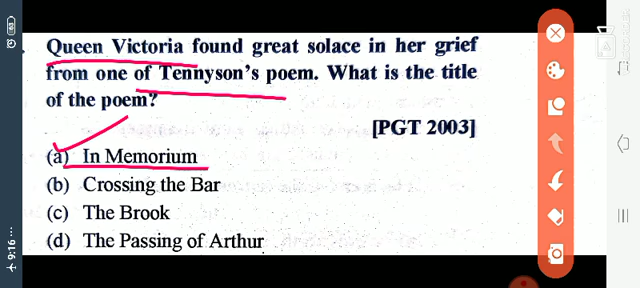 Queen Victoria found great solace in her grief
from one of Tennyson's poem. What is the title
of the poem?
[PGT 2003]
(a) In Memorium
(b) Crossing the Bar
(c) The Brook
(d) The Passing of Arthur
9:16 ...
63